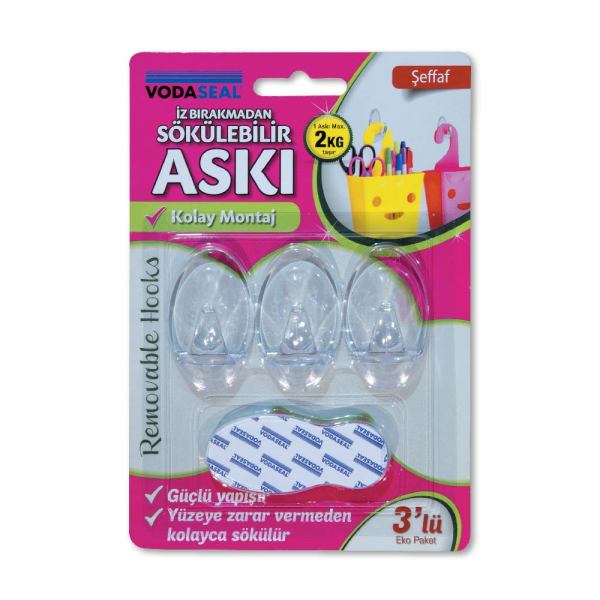 VODASEAL
Şeffaf
İZ BIRAKMADAN
SÖKÜLEBİLİR
ASKI
1 Askı Max.
2KG
taşır
Kolay Montaj
Removable Hooks
VODASEAL VODASEAL
Güçlü yapışır
Yüzeye zarar vermeden
kolayca sökülür
3'lü
Eko Paket